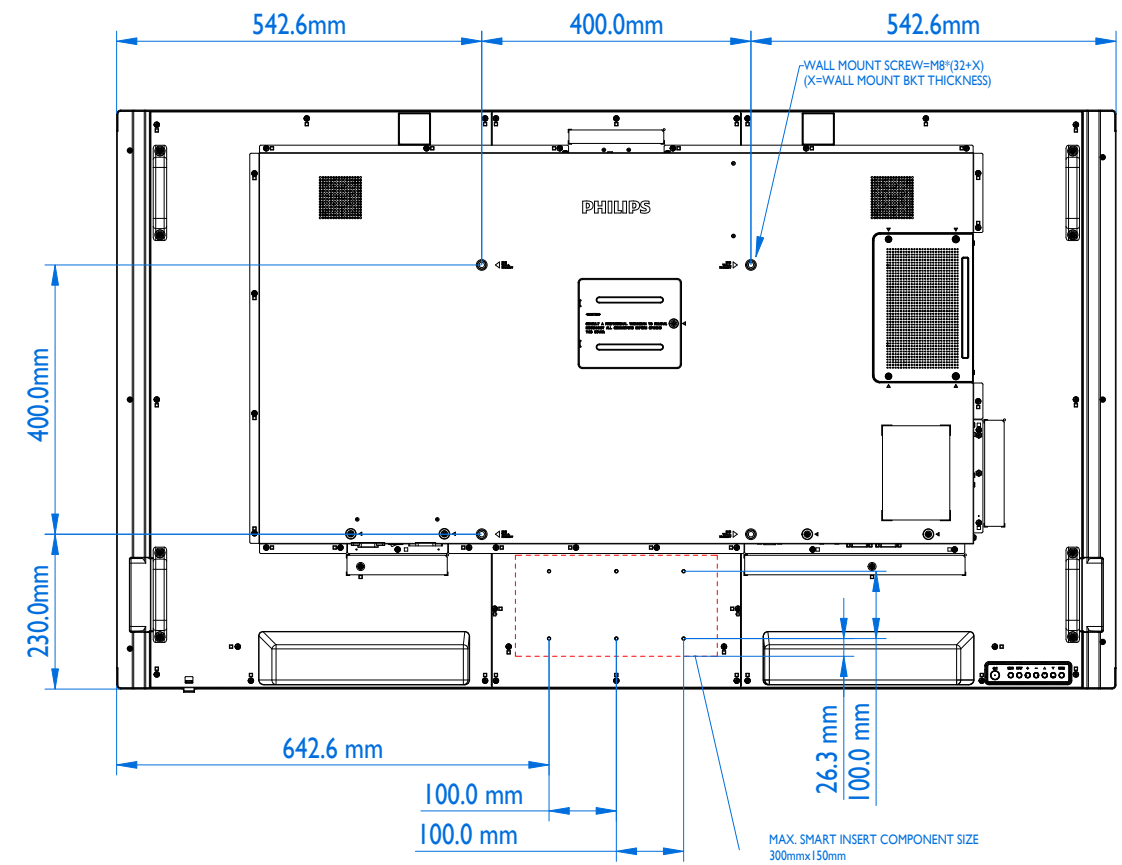 542.6mm
400.0mm
542.6mm
WALL MOUNT SCREW=M8*(32+X)
(X=WALL MOUNT BKT THICKNESS)
PHILIPS
400.0mm
230.0mm
642.6 mm
100.0 mm
100.0 mm
26.3 mm
100.0 mm
MAX. SMART INSERT COMPONENT SIZE
300mmx150mm